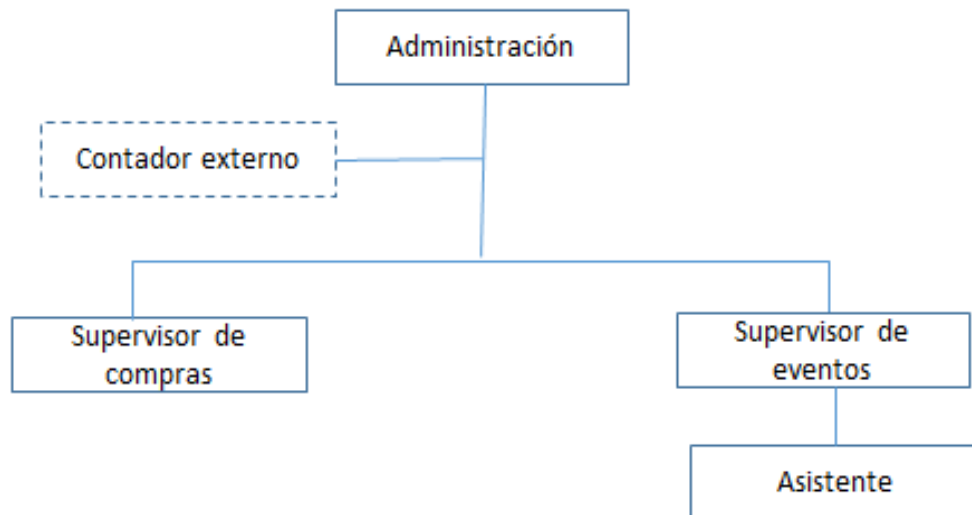 Administración
Contador externo
Supervisor de
compras
Supervisor de
eventos
Asistente